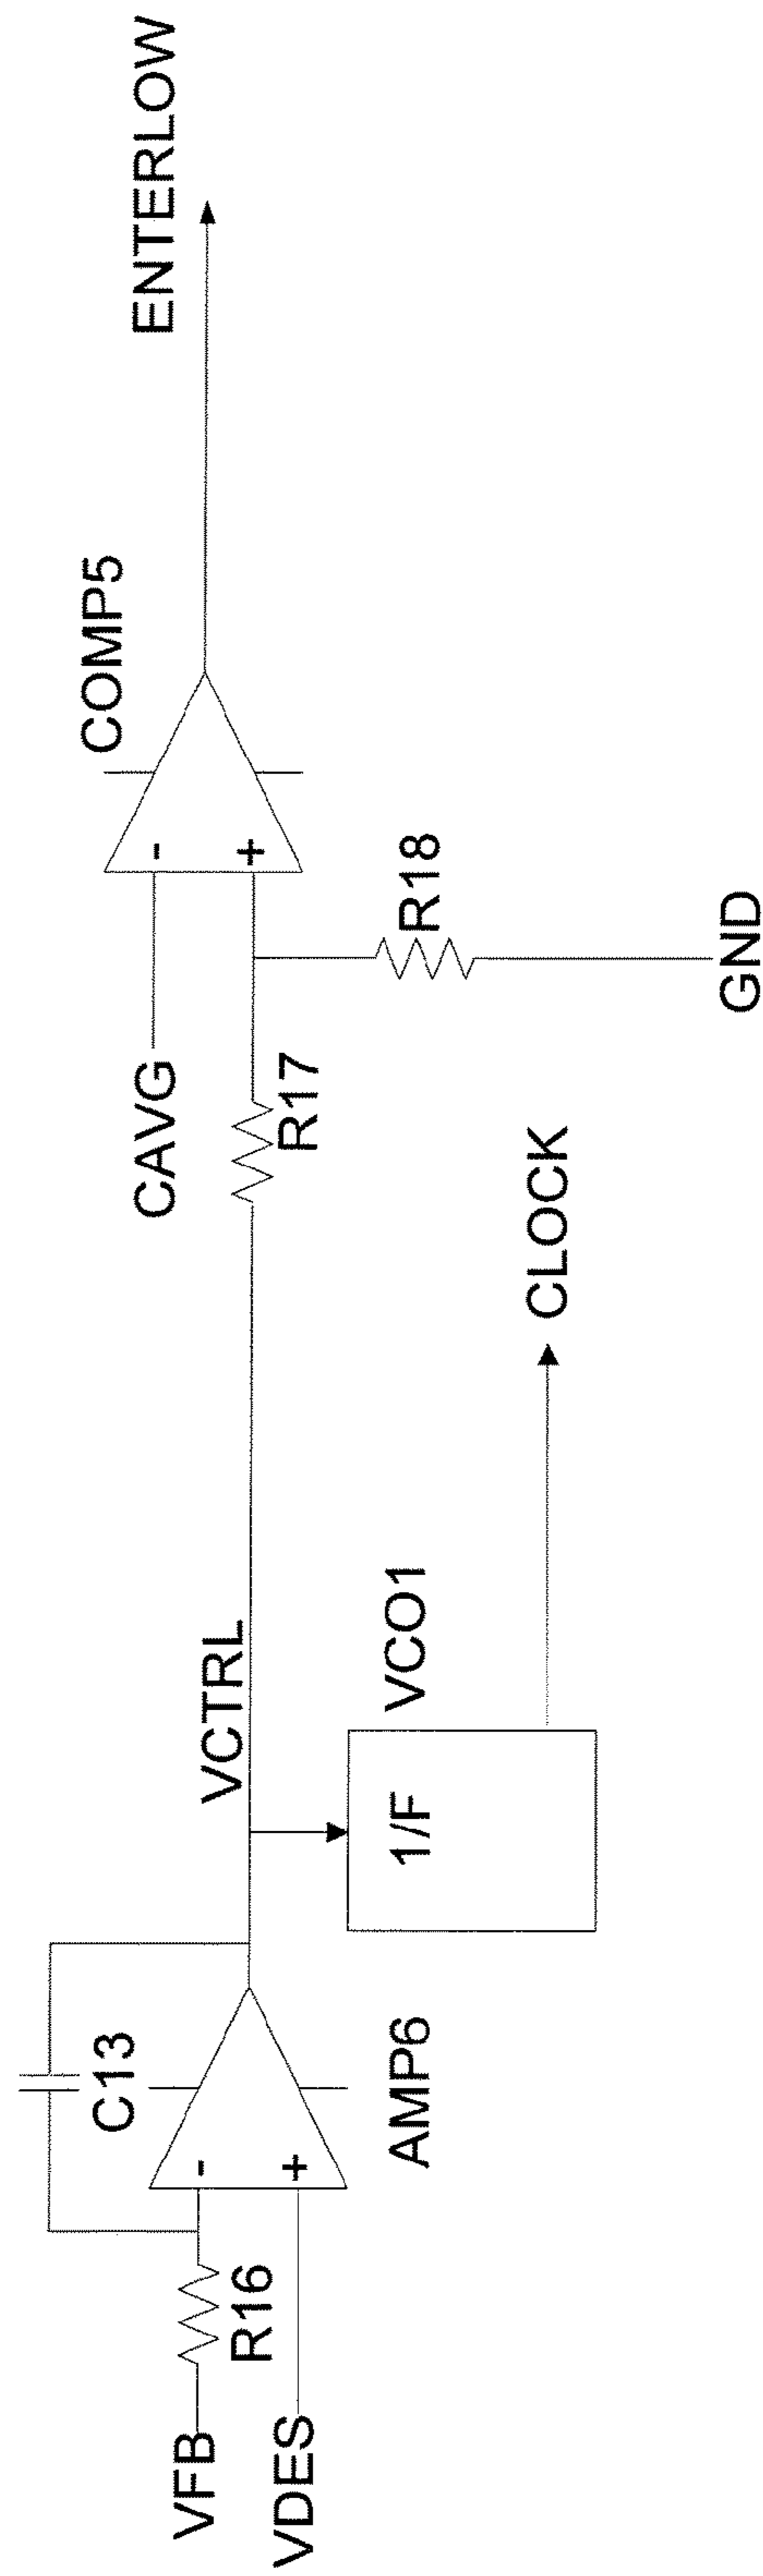 VFB
VDES
R16
-
+
C13
AMP6
VCTRL
1/F
VCO1
CLOCK
R17
CAVG
R18
GND
-
+
COMP5
ENTERLOW